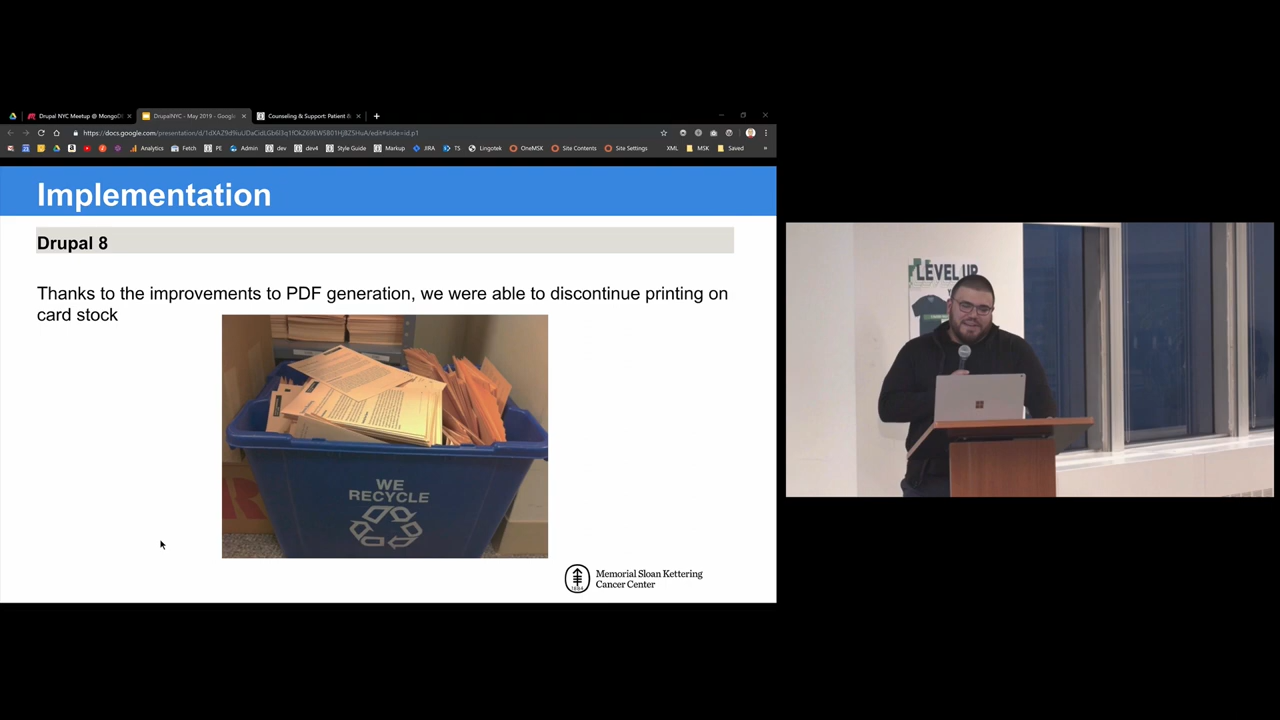 Drupal NYC Meetup @ MongoD
DrupalNYC - May 2019 - Google
Counseling & Support: Patient &
Analytics
Fetch
PE
Admin
dev
dev4
Style Guide
Markup
JIRA
TS
Lingotek
OneMSK
Site Contents
Site Settings
XML
MSK
Saved
»
Implementation
Drupal 8
Thanks to the improvements to PDF generation, we were able to discontinue printing on
card stock
WE
RECYCLE
Memorial Sloan Kettering
Cancer Center
LEVEL UP